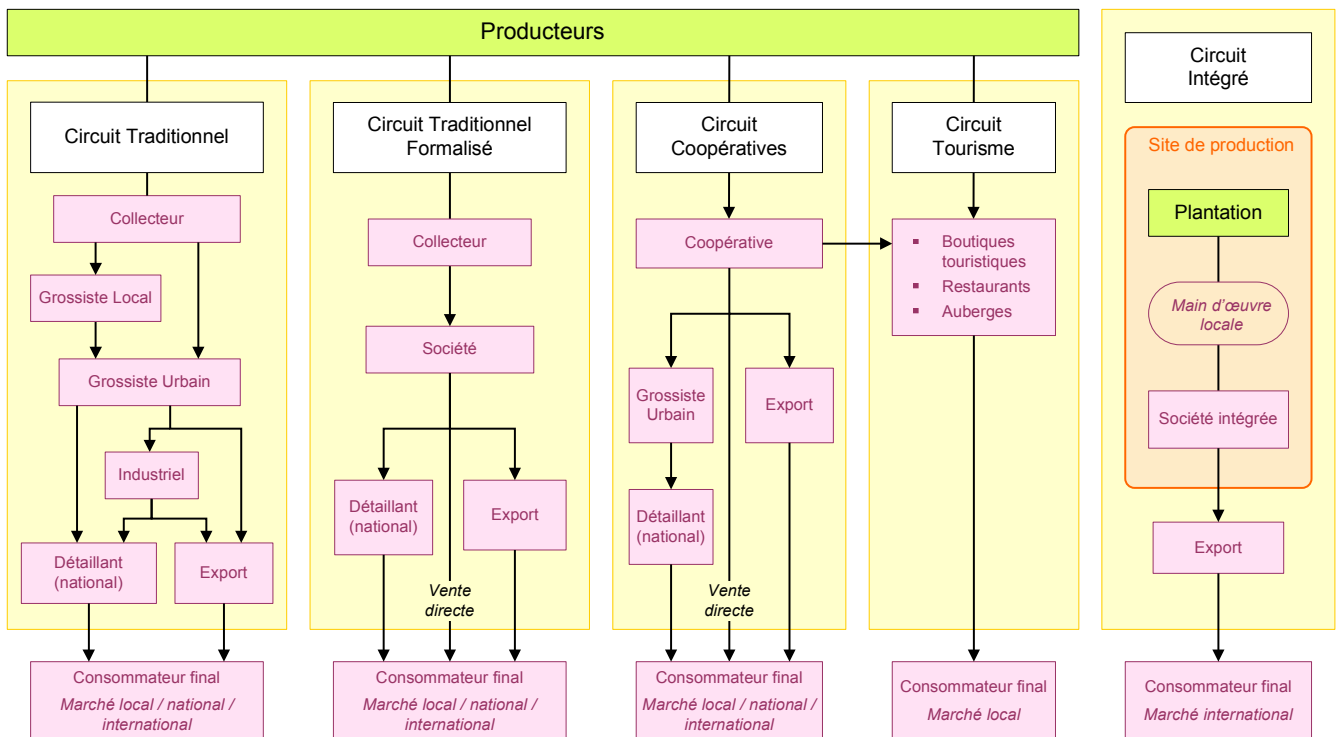 Producteurs
Circuit Traditionnel
Collecteur
Grossiste Local
Grossiste Urbain
Industriel
Détaillant
(national)
Export
Consommateur final
Marché local / national /
international
Circuit Traditionnel
Formalisé
Collecteur
Société
Détaillant
(national)
Export
Vente
directe
Consommateur final
Marché local / national /
international
Circuit
Coopératives
Coopérative
Grossiste
Urbain
Export
Détaillant
(national)
Vente
directe
Consommateur final
Marché local / national /
international
Circuit
Tourisme
▪ Boutiques
touristiques
▪ Restaurants
▪ Auberges
Consommateur final
Marché local
Circuit
Intégré
Site de production
Plantation
Main d'œuvre
locale
Société intégrée
Export
Consommateur final
Marché international